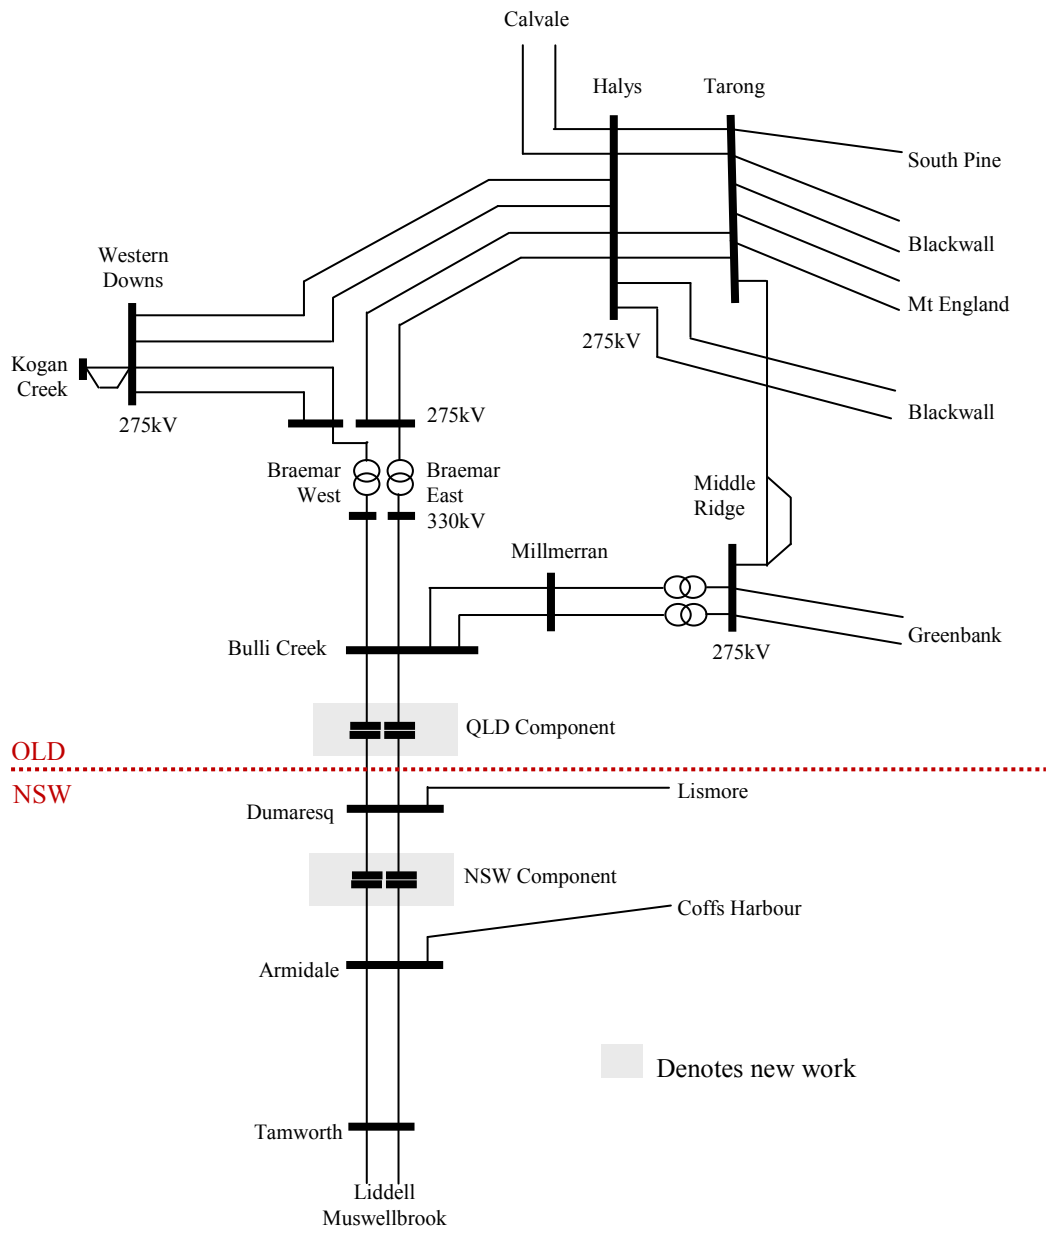 Calvale
Halys
Tarong
South Pine
Western
Downs
Blackwall
Mt England
275kV
Kogan
Creek
275kV
275kV
Blackwall
Braemar
West
Braemar
East
330kV
Middle
Ridge
Millmerran
Bulli Creek
Greenbank
275kV
QLD Component
OLD
NSW
Lismore
Dumaresq
NSW Component
Coffs Harbour
Armidale
Denotes new work
Tamworth
Liddell
Muswellbrook